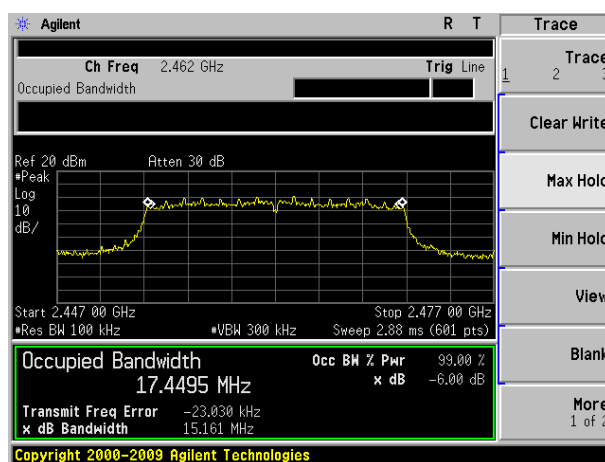 Agilent R T Trace
Ch Freq 2.462 GHz Trig Line
Occupied Bandwidth
Trace
1 2
Clear Write
Max Hold
Min Hold
View
Blank
More
1 of 2
Ref 20 dBm Atten 30 dB
#Peak
Log
10
dB/
Start 2.447 00 GHz Stop 2.477 00 GHz
#Res BW 100 kHz #VBW 300 kHz Sweep 2.88 ms (601 pts)
Occupied Bandwidth Occ BW % Pwr 99.00 %
17.4495 MHz x dB -6.00 dB
Transmit Freq Error -23.030 kHz
x dB Bandwidth 15.161 MHz
Copyright 2000-2009 Agilent Technologies